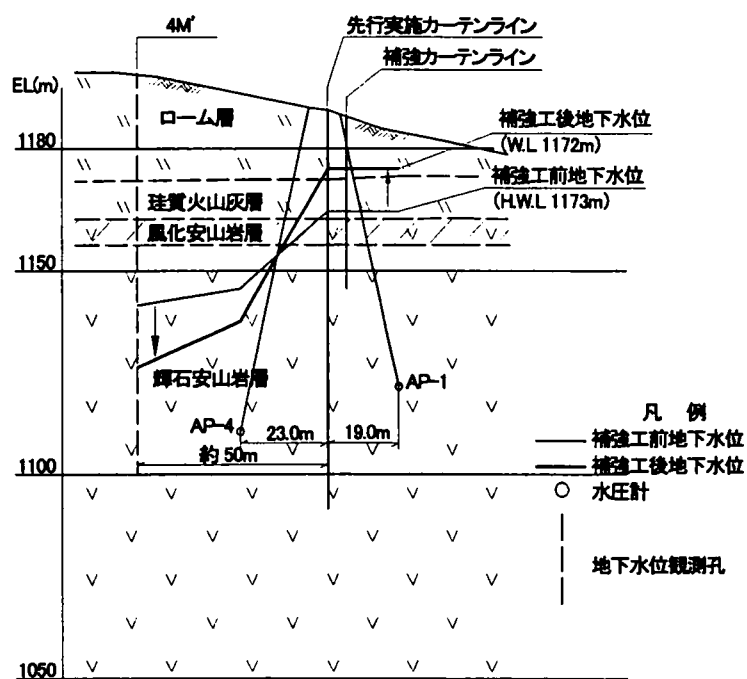 4M'
先行実施カーテンライン
補強カーテンライン
EL(m)
ローム層
補強工後地下水位
(W.L 1172m)
1180
補強工前地下水位
(H.W.L 1173m)
珪質火山灰層
風化安山岩層
1150
輝石安山岩層
AP-1
AP-4
23.0m
19.0m
約50m
凡 例
補強工前地下水位
補強工後地下水位
水圧計
地下水位観測孔
1100
1050